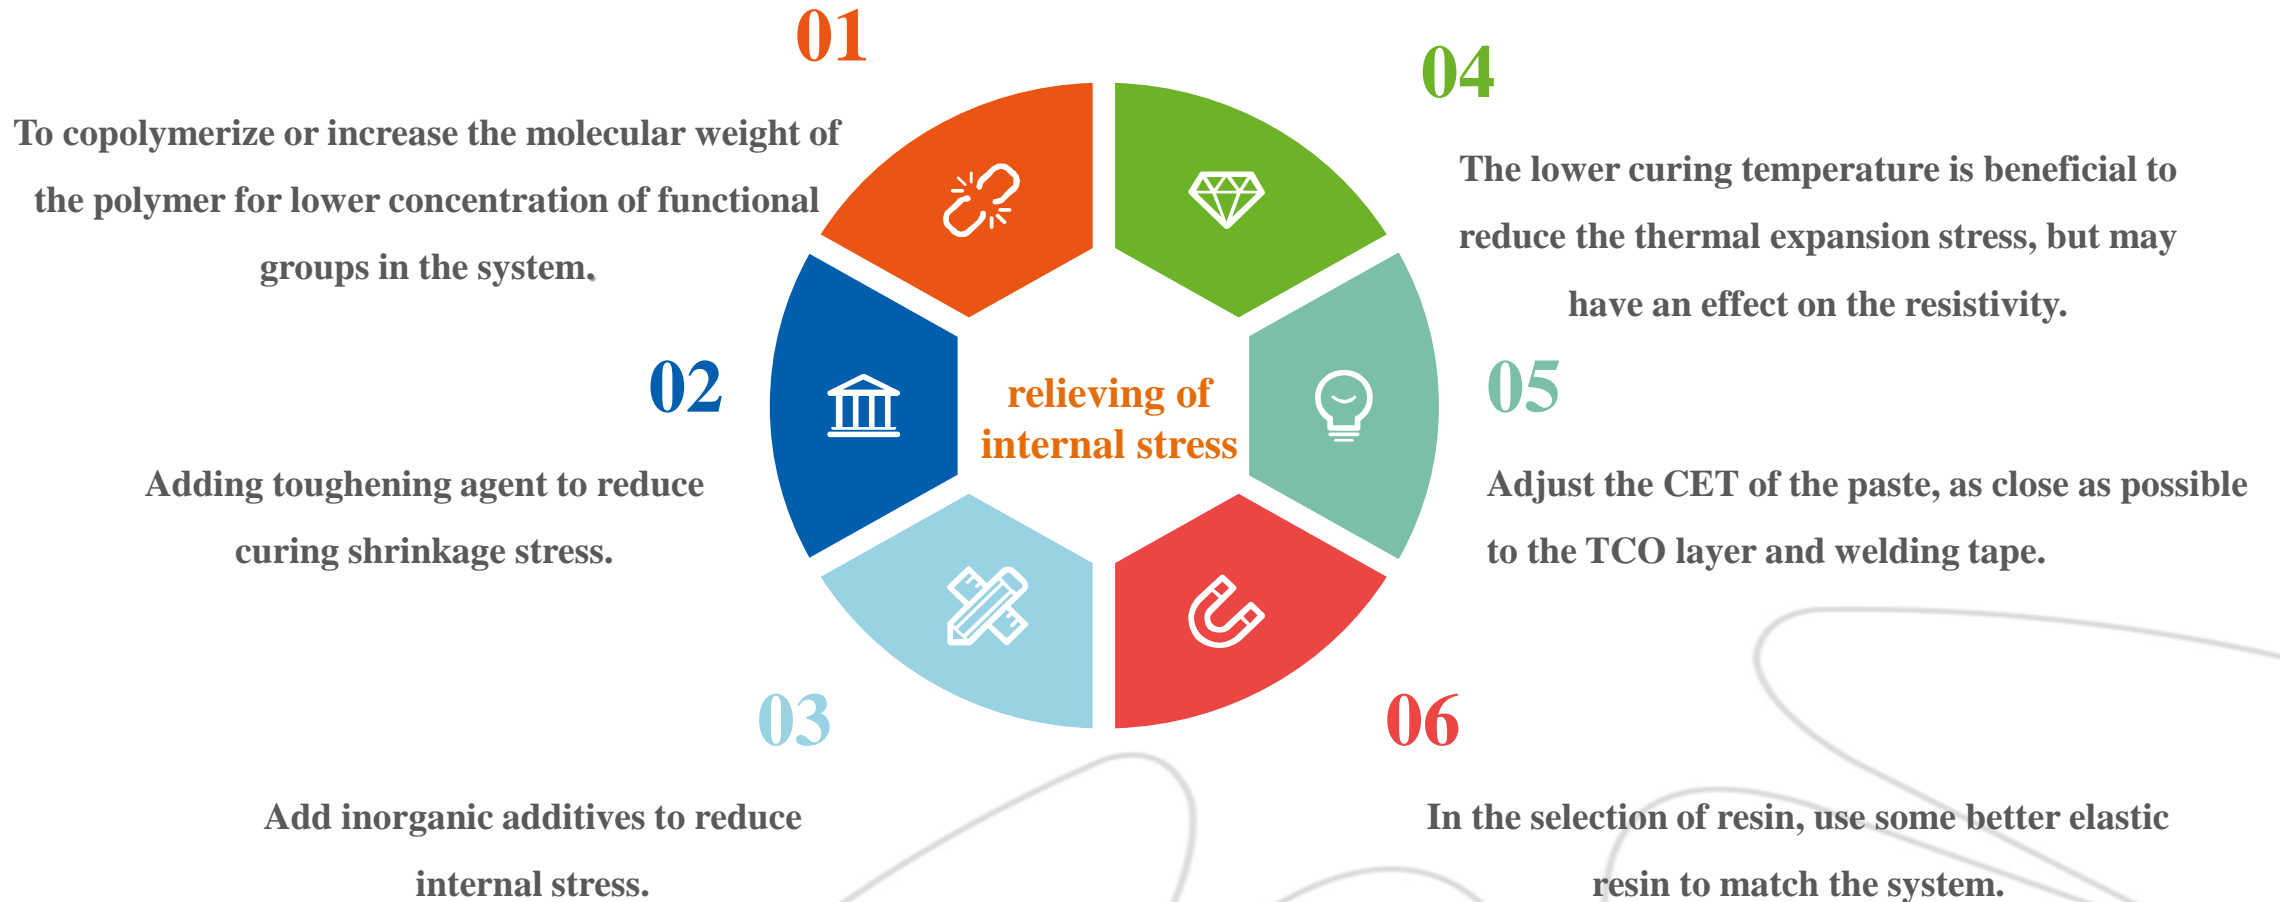 01
To copolymerize or increase the molecular weight of
the polymer for lower concentration of functional
groups in the system.
02
Adding toughening agent to reduce
curing shrinkage stress.
03
Add inorganic additives to reduce
internal stress.
relieving of
internal stress
04
The lower curing temperature is beneficial to
reduce the thermal expansion stress, but may
have an effect on the resistivity.
05
Adjust the CET of the paste, as close as possible
to the TCO layer and welding tape.
06
In the selection of resin, use some better elastic
resin to match the system.